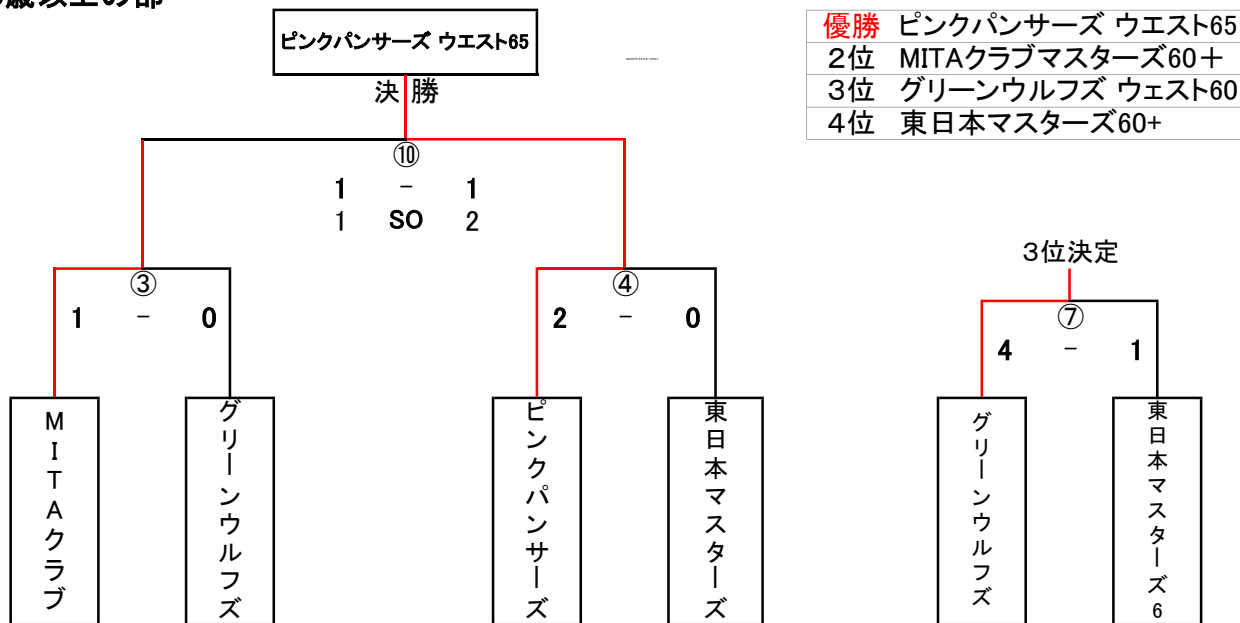 歳以上の部
ピンクパンサーズ ウエスト65
決 勝
⑩
1 - 1
1 SO 2
優勝 ピンクパンサーズ ウエスト65
2位 MITAクラブマスターズ60＋
3位 グリーンウルフズ ウェスト60
4位 東日本マスターズ60+
③
1 - 0
④
2 - 0
3位決定
⑦
4 - 1
MITAクラブ
グリーンウルフズ
ピンクパンサーズ
東日本マスターズ
グリーンウルフズ
東日本マスターズ6